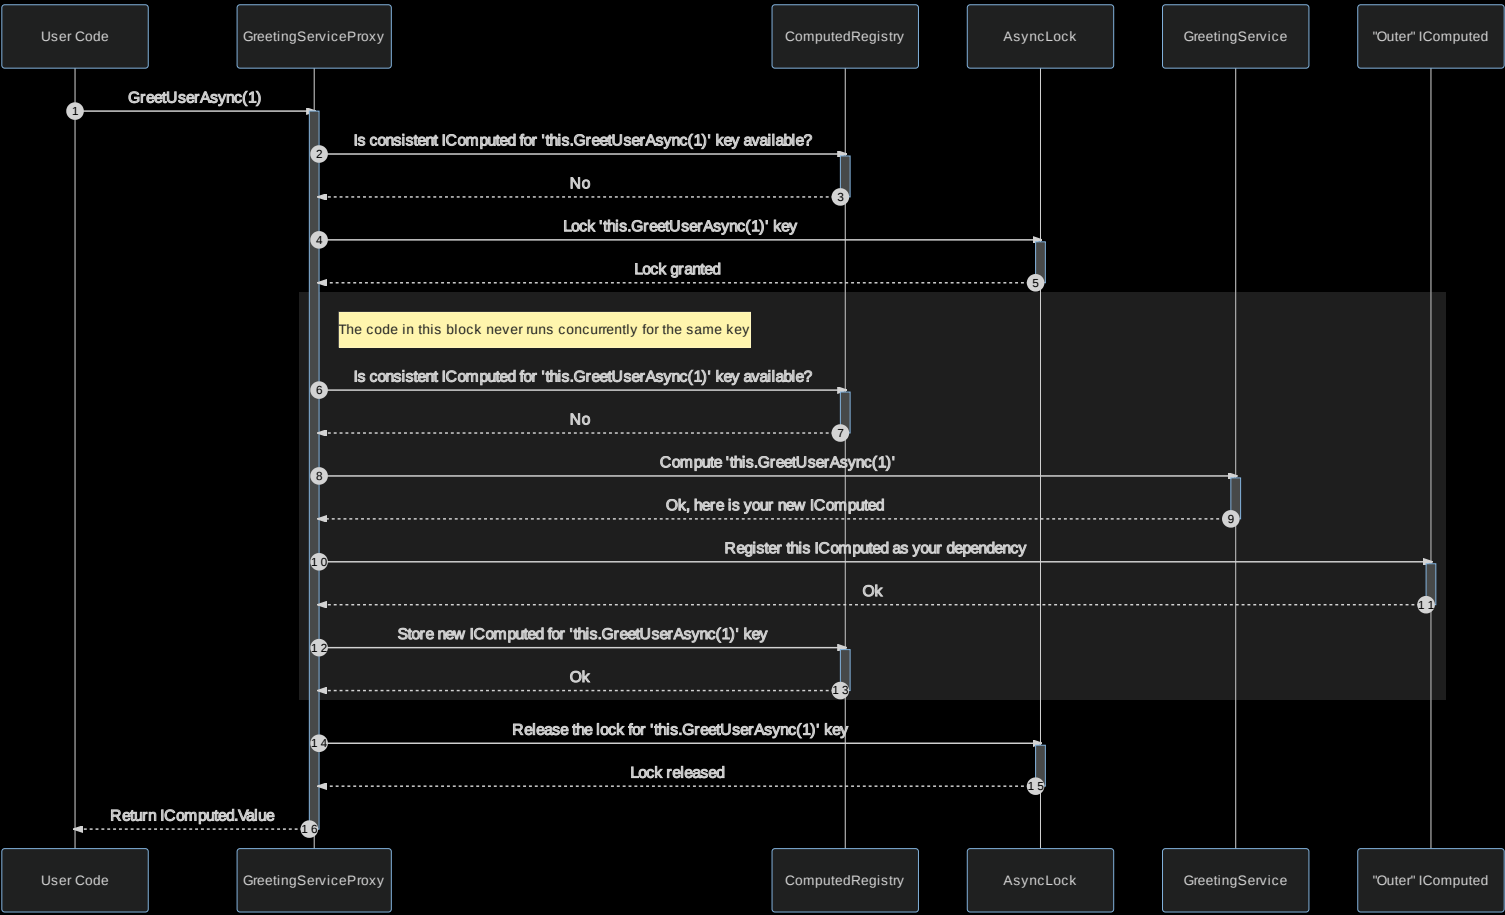 User Code
GreetingServiceProxy
ComputedRegistry
AsyncLock
GreetingService
"Outer" IComputed
GreetUserAsync(1)
1
Is consistent IComputed for 'this.GreetUserAsync(1)' key available?
2
No
3
Lock 'this.GreetUserAsync(1)' key
4
Lock granted
5
The code in this block never runs concurrently for the same key
Is consistent IComputed for 'this.GreetUserAsync(1)' key available?
6
No
7
Compute 'this.GreetUserAsync(1)'
8
Ok, here is your new IComputed
9
Register this IComputed as your dependency
10
Ok
11
Store new IComputed for 'this.GreetUserAsync(1)' key
12
Ok
13
Release the lock for 'this.GreetUserAsync(1)' key
14
Lock released
15
Return IComputed.Value
16
User Code
GreetingServiceProxy
ComputedRegistry
AsyncLock
GreetingService
"Outer" IComputed